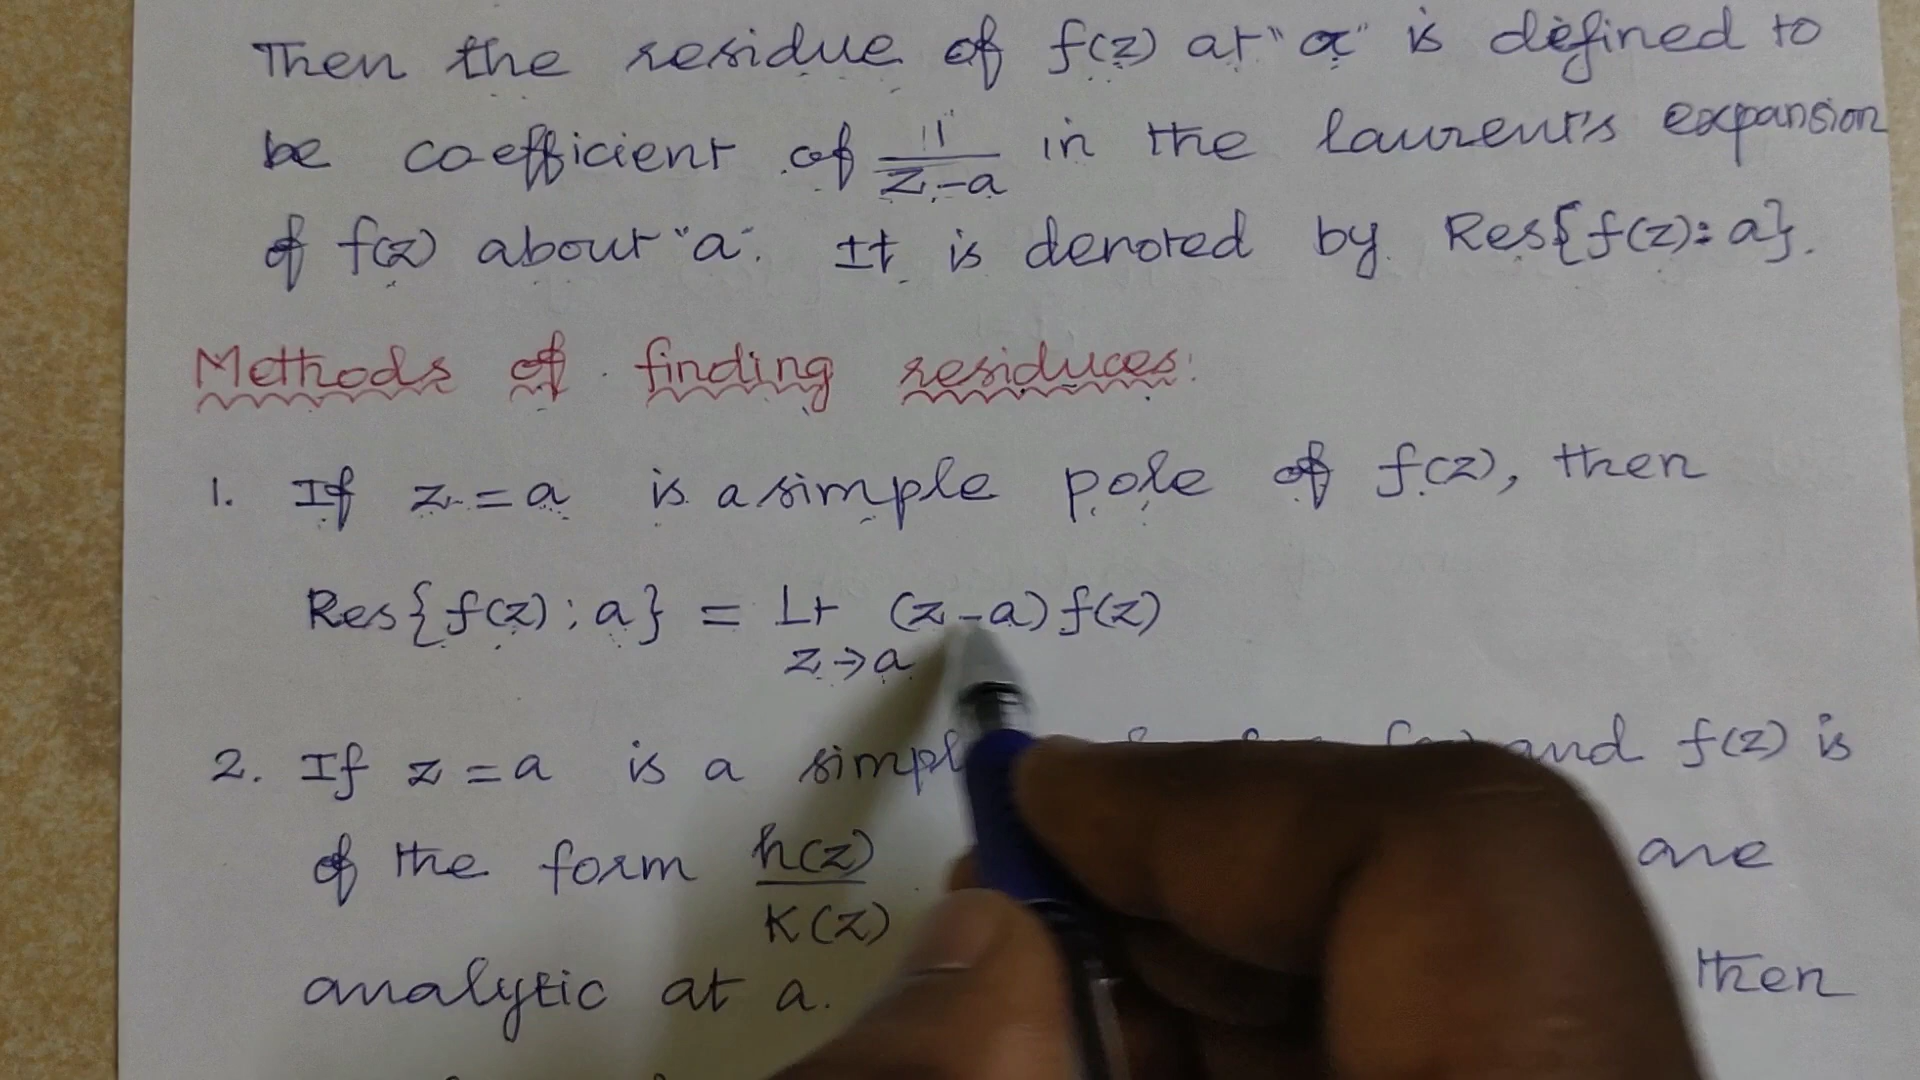 Then the residue of f(z) at "a" is defined to
be coefficient of 1/(z-a) in the laurent's expansion
of f(z) about "a". It is denoted by Res{f(z): a}.
Methods of finding residuces:
1. If z = a is a simple pole of f(z), then
Res{f(z); a} = Lt (z-a) f(z)
z→a
2. If z = a is a and f(z) is
of the form h(z)/K(z) are
analytic at a. then